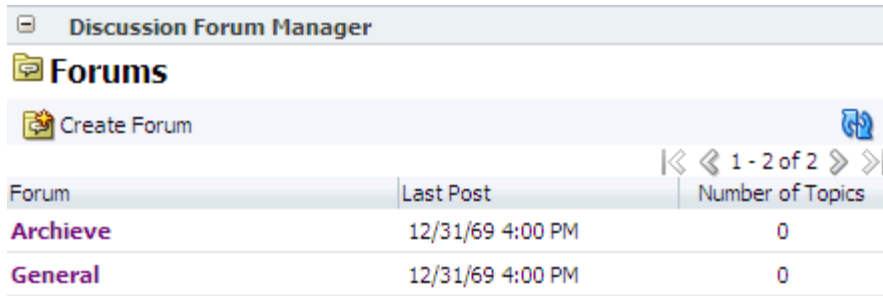 Discussion Forum Manager
Forums
Create Forum
1 - 2 of 2
Forum Last Post Number of Topics
Archieve 12/31/69 4:00 PM 0
General 12/31/69 4:00 PM 0